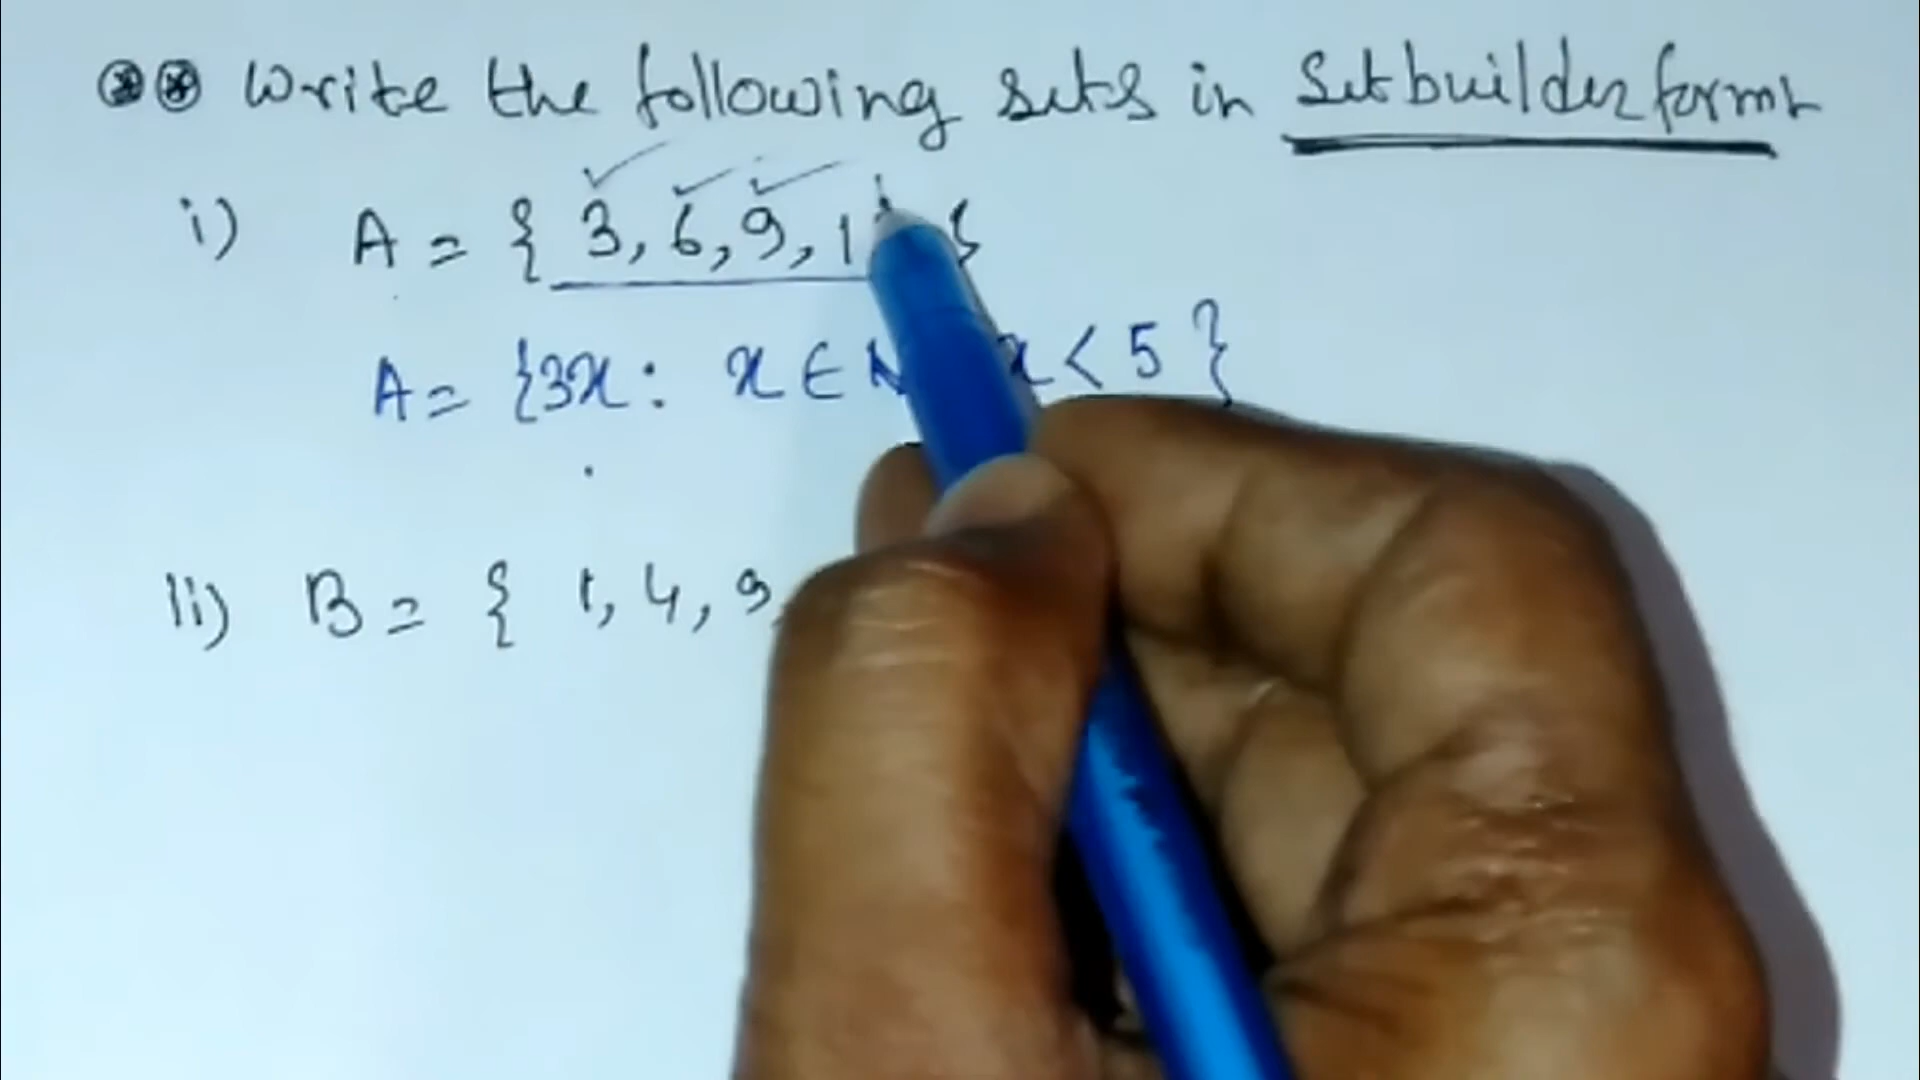 Write the following sets in Set builder form
i) A = { 3, 6, 9, 1 }
A = {3x : x ∈ N x < 5 }
ii) B = { 1, 4, 9,